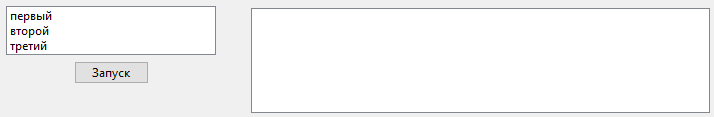 первый
второй
третий
Запуск